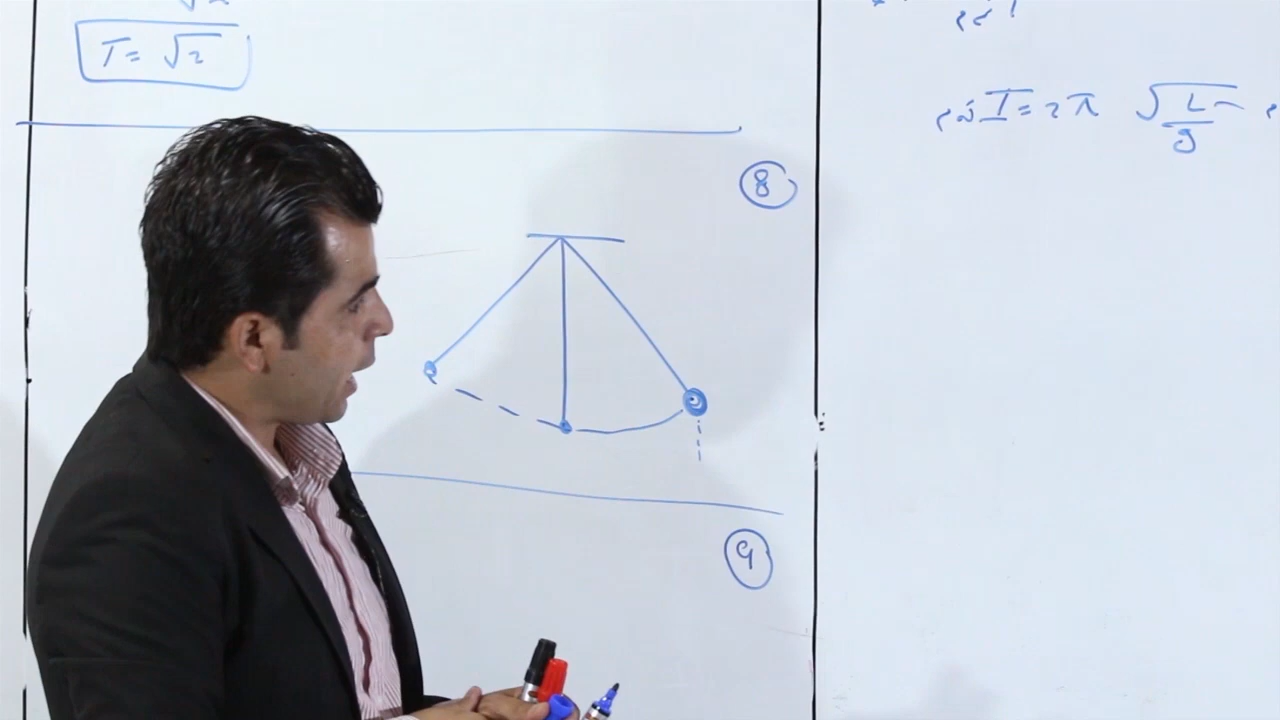 T = √2
T = 2π √(L/g)
8
9